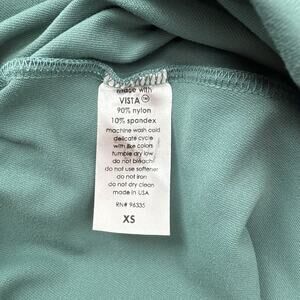 made with
VISTA™
90% nylon
10% spandex
machine wash cold
delicate cycle
with like colors
tumble dry low
do not bleach
do not use softener
do not iron
do not dry clean
made in USA
RN# 96335
XS